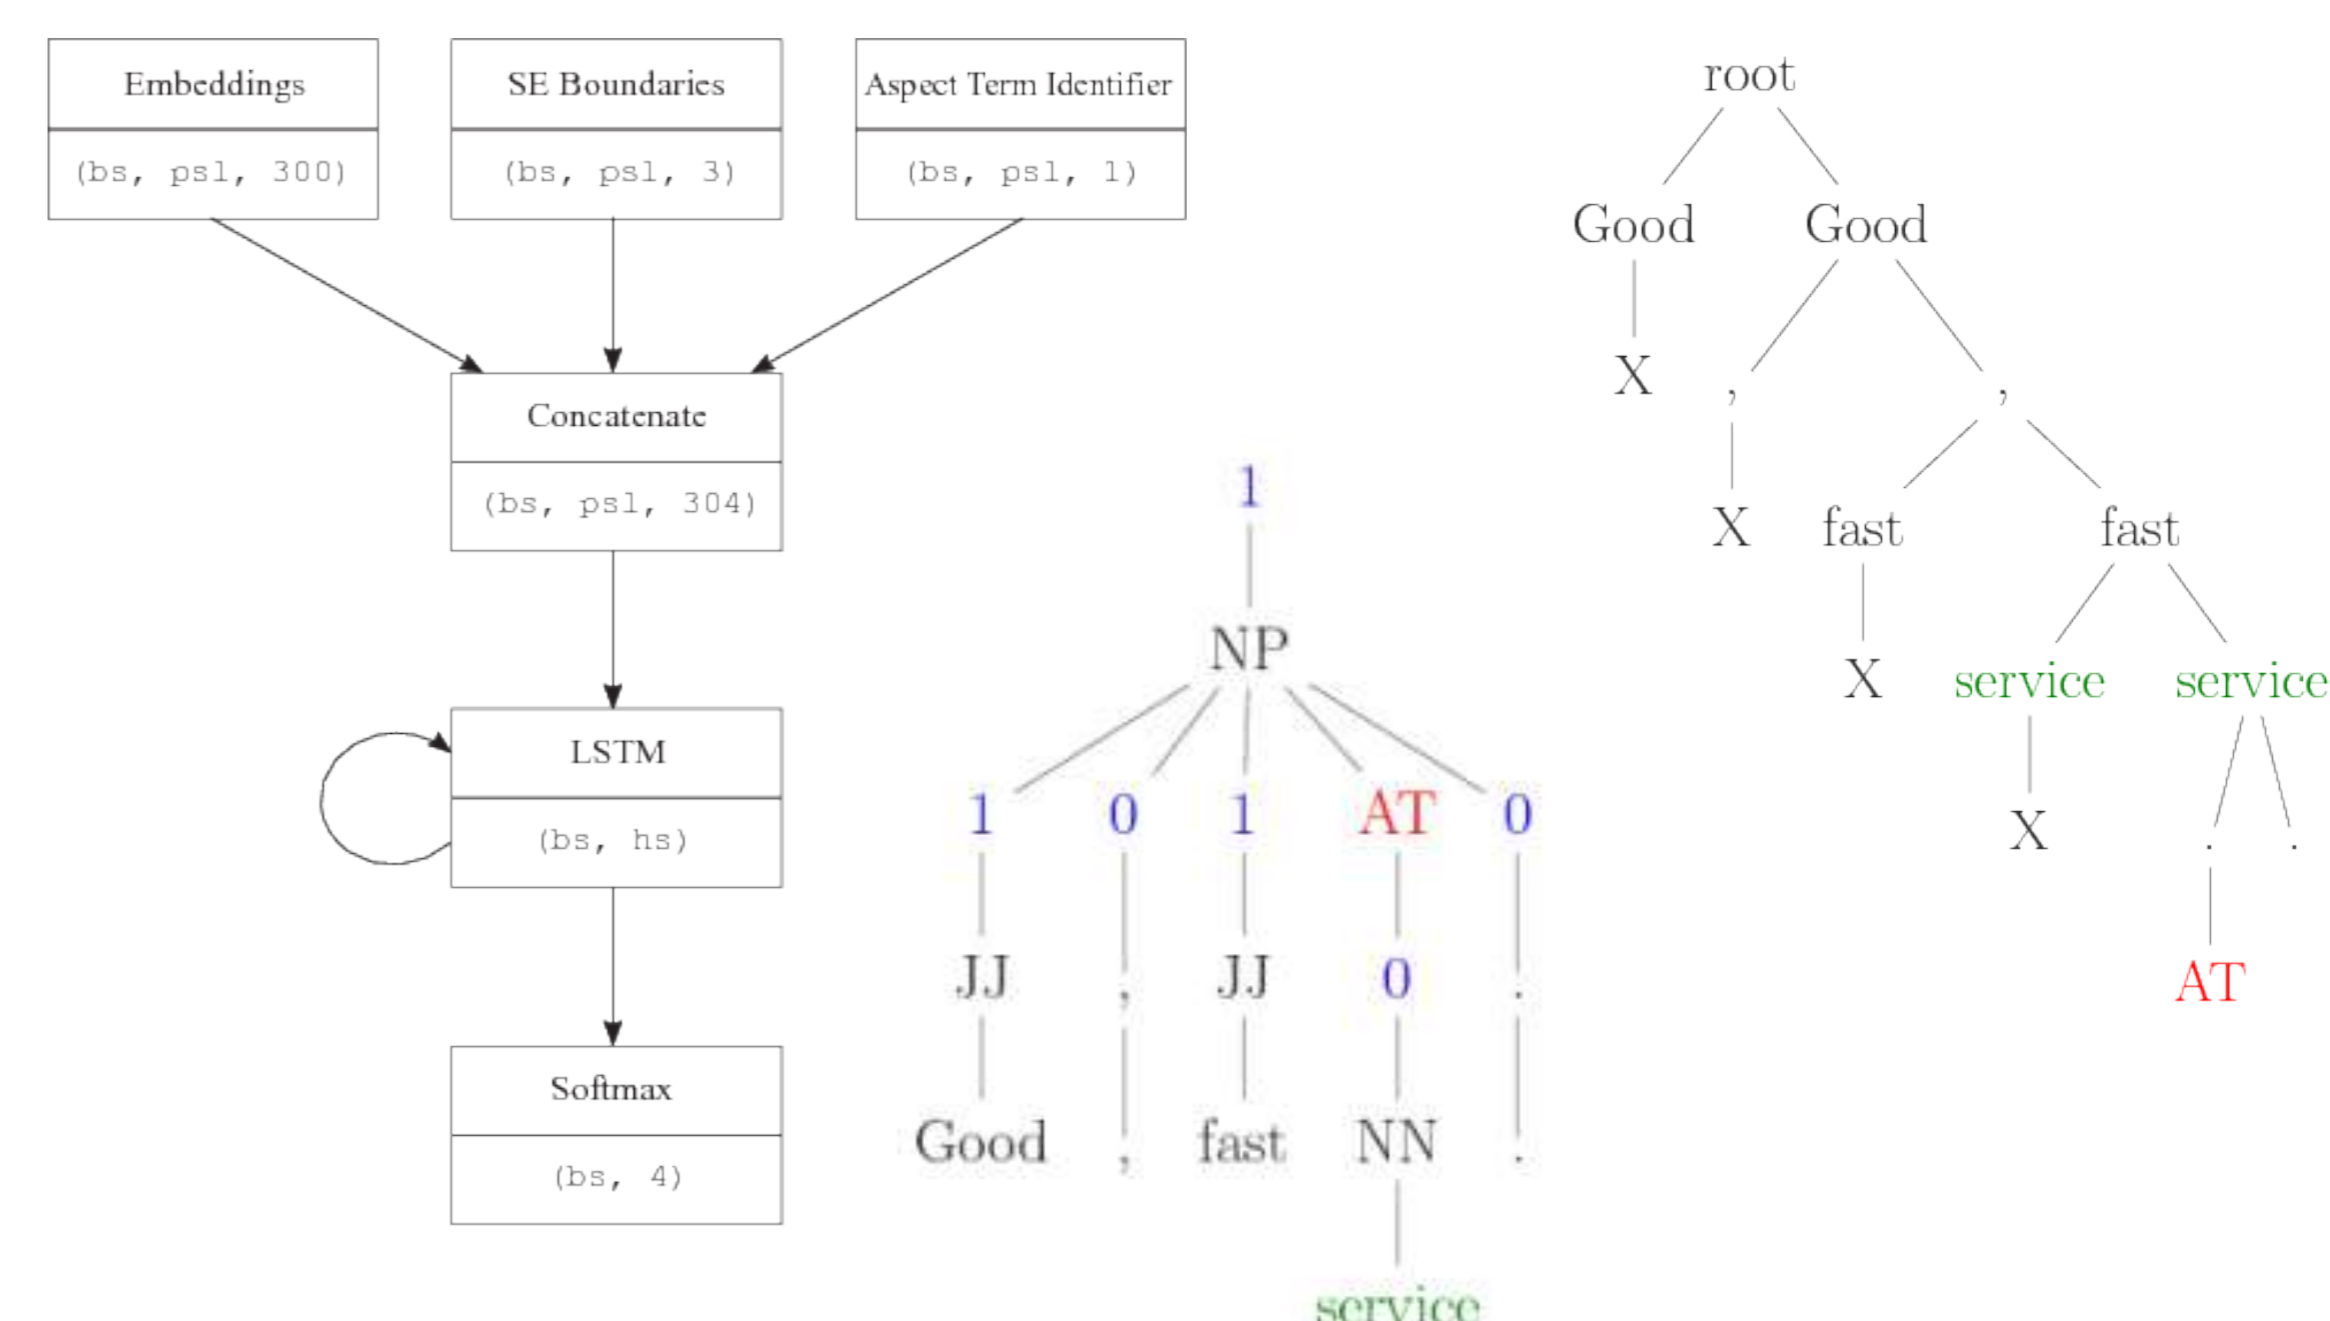 Embeddings
(bs, psl, 300)
SE Boundaries
(bs, psl, 3)
Aspect Term Identifier
(bs, psl, 1)
Concatenate
(bs, psl, 304)
LSTM
(bs, hs)
Softmax
(bs, 4)
1
NP
1 0 1 AT 0
JJ , JJ 0 .
Good , fast NN .
service
root
Good Good
X , ,
X fast fast
X service service
X . .
AT